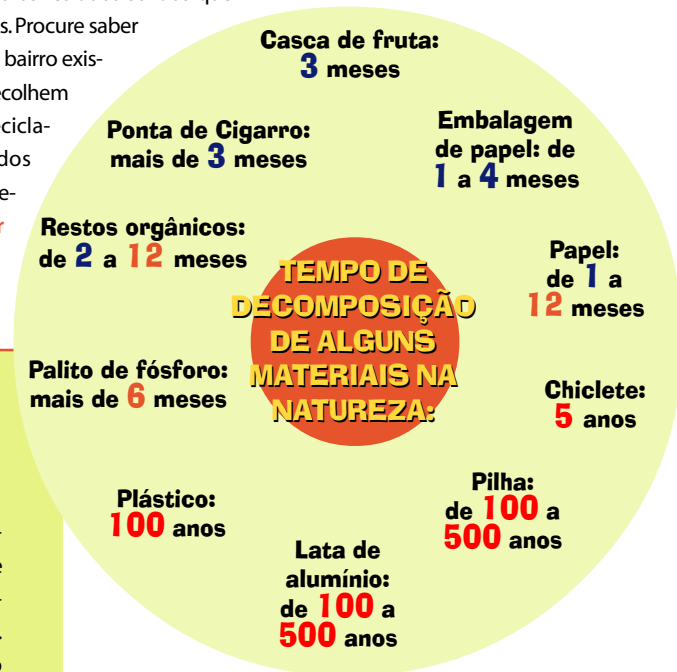 s. Procure saber
bairro exis-
ecolhem
ecicla-
dos
e-
r
Casca de fruta:
3 meses
Ponta de Cigarro:
mais de 3 meses
Embalagem
de papel: de
1 a 4 meses
Restos orgânicos:
de 2 a 12 meses
Papel:
de 1 a
12 meses
TEMPO DE
DECOMPOSIÇÃO
DE ALGUNS
MATERIAIS NA
NATUREZA:
Palito de fósforo:
mais de 6 meses
Chiclete:
5 anos
Plástico:
100 anos
Pilha:
de 100 a
500 anos
Lata de
alumínio:
de 100 a
500 anos